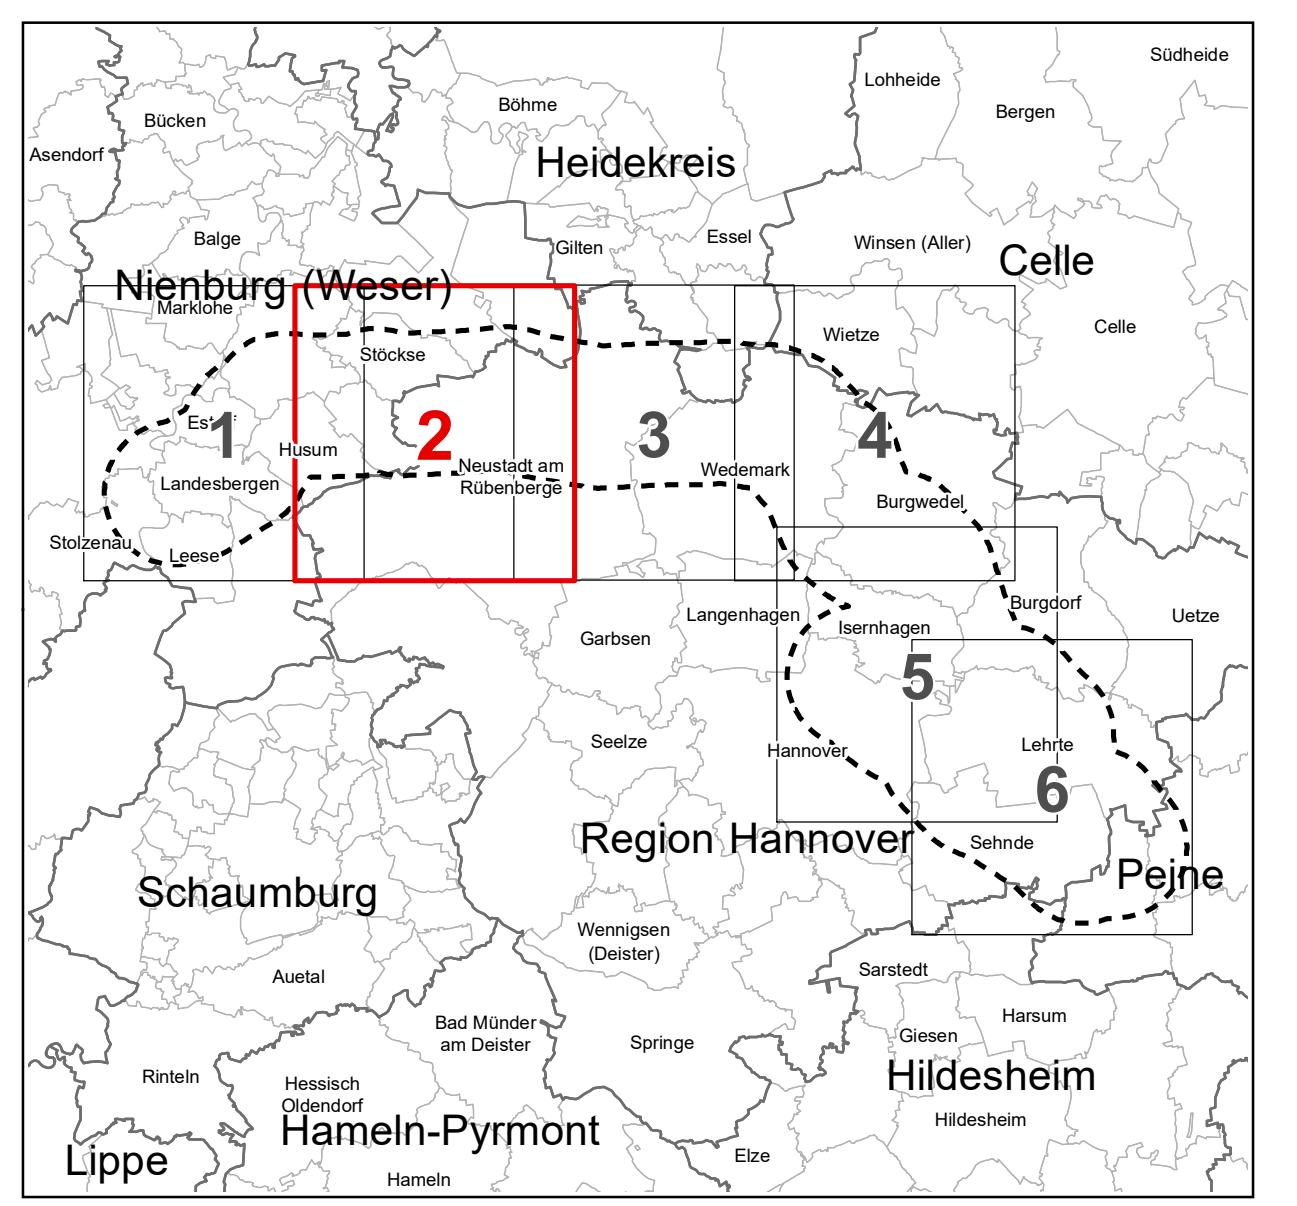 Südheide
Lohheide
Böhme
Bergen
Bücken
Asendorf
Heidekreis
Balge
Gilten
Essel
Winsen (Aller)
Celle
Nienburg (Weser)
Marklohe
Celle
Wietze
Stöckse
1
2
3
4
Husum
Neustadt am
Rübenberge
Wedemark
Landesbergen
Burgwedel
Stolzenau
Leese
Burgdorf
Langenhagen
Uetze
Isernhagen
Garbsen
5
Seelze
Hannover
Lehrte
6
Region Hannover
Sehnde
Peine
Schaumburg
Wennigsen
(Deister)
Auetal
Sarstedt
Harsum
Bad Münder
am Deister
Giesen
Springe
Rinteln
Hessisch
Oldendorf
Hildesheim
Hildesheim
Hameln-Pyrmont
Lippe
Elze
Hameln